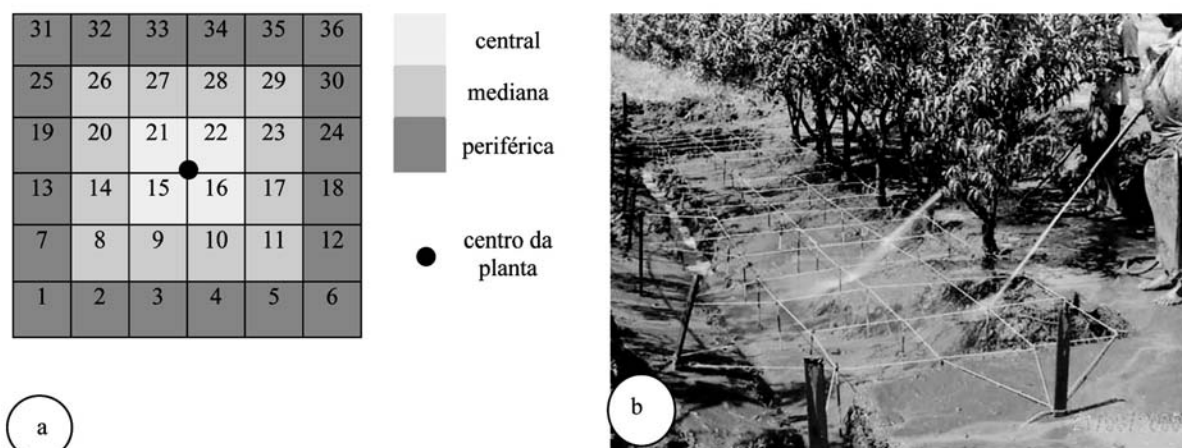 31 32 33 34 35 36
25 26 27 28 29 30
19 20 21 22 23 24
13 14 15 16 17 18
7 8 9 10 11 12
1 2 3 4 5 6
central
mediana
periférica
centro da
planta
a
b